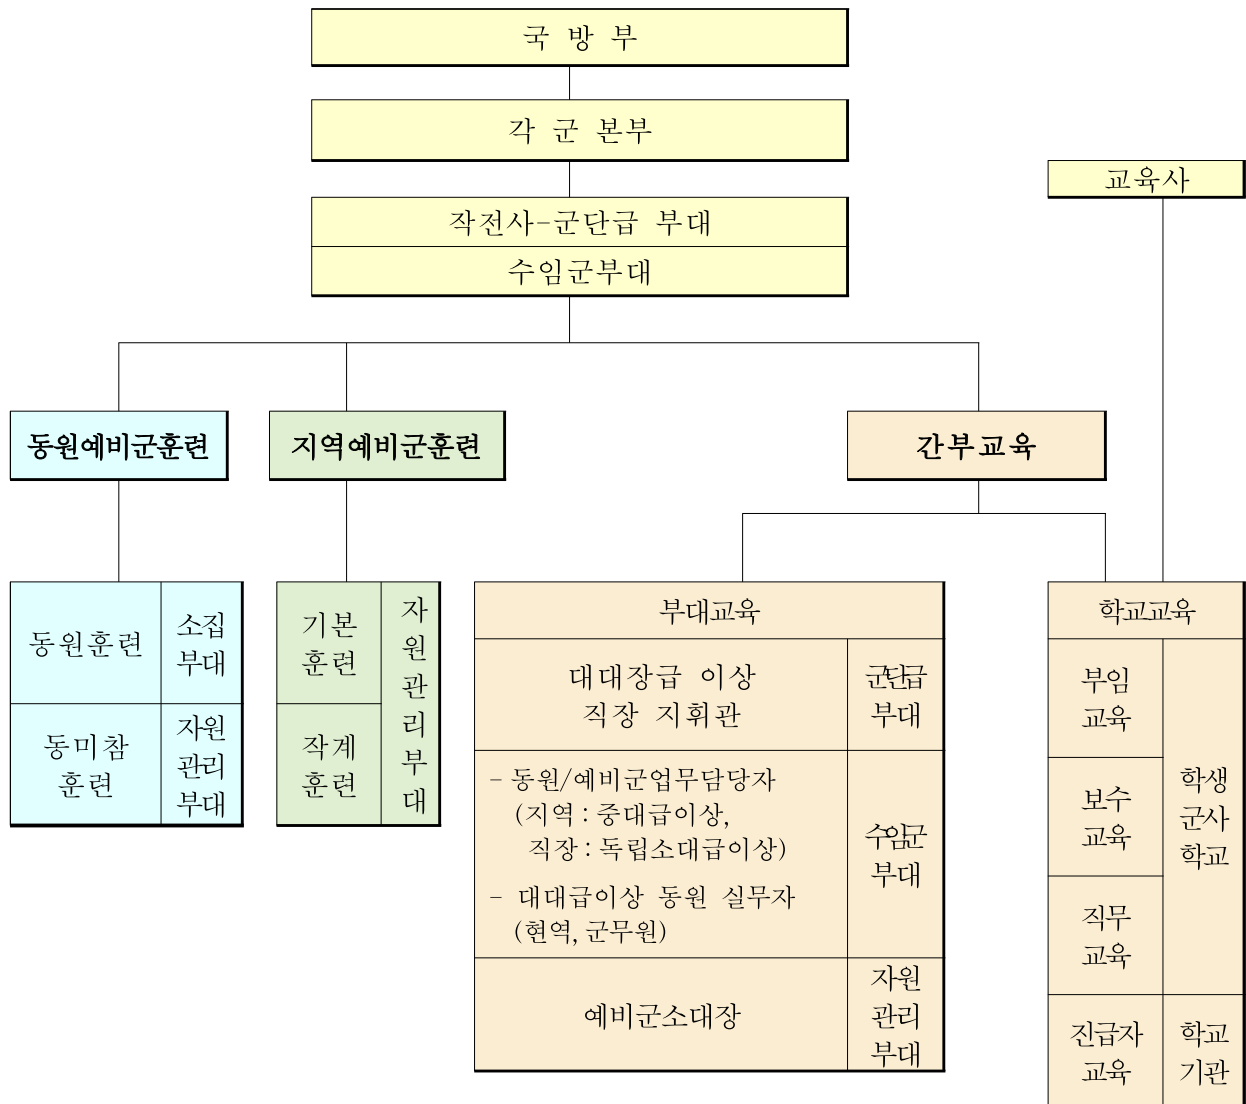 국 방 부
각 군 본부
교육사
작전사-군단급 부대
수임군부대
동원예비군훈련
지역예비군훈련
간부교육
동원훈련
소집
부대
동미참
훈련
자원
관리
부대
기본
훈련
작계
훈련
자
원
관
리
부
대
부대교육
대대장급 이상
직장 지휘관
군단급
부대
- 동원/예비군업무담당자
(지역 : 중대급이상,
직장 : 독립소대급이상)
- 대대급이상 동원 실무자
(현역, 군무원)
수임군
부대
예비군소대장
자원
관리
부대
학교교육
부임
교육
보수
교육
직무
교육
학생
군사
학교
진급자
교육
학교
기관